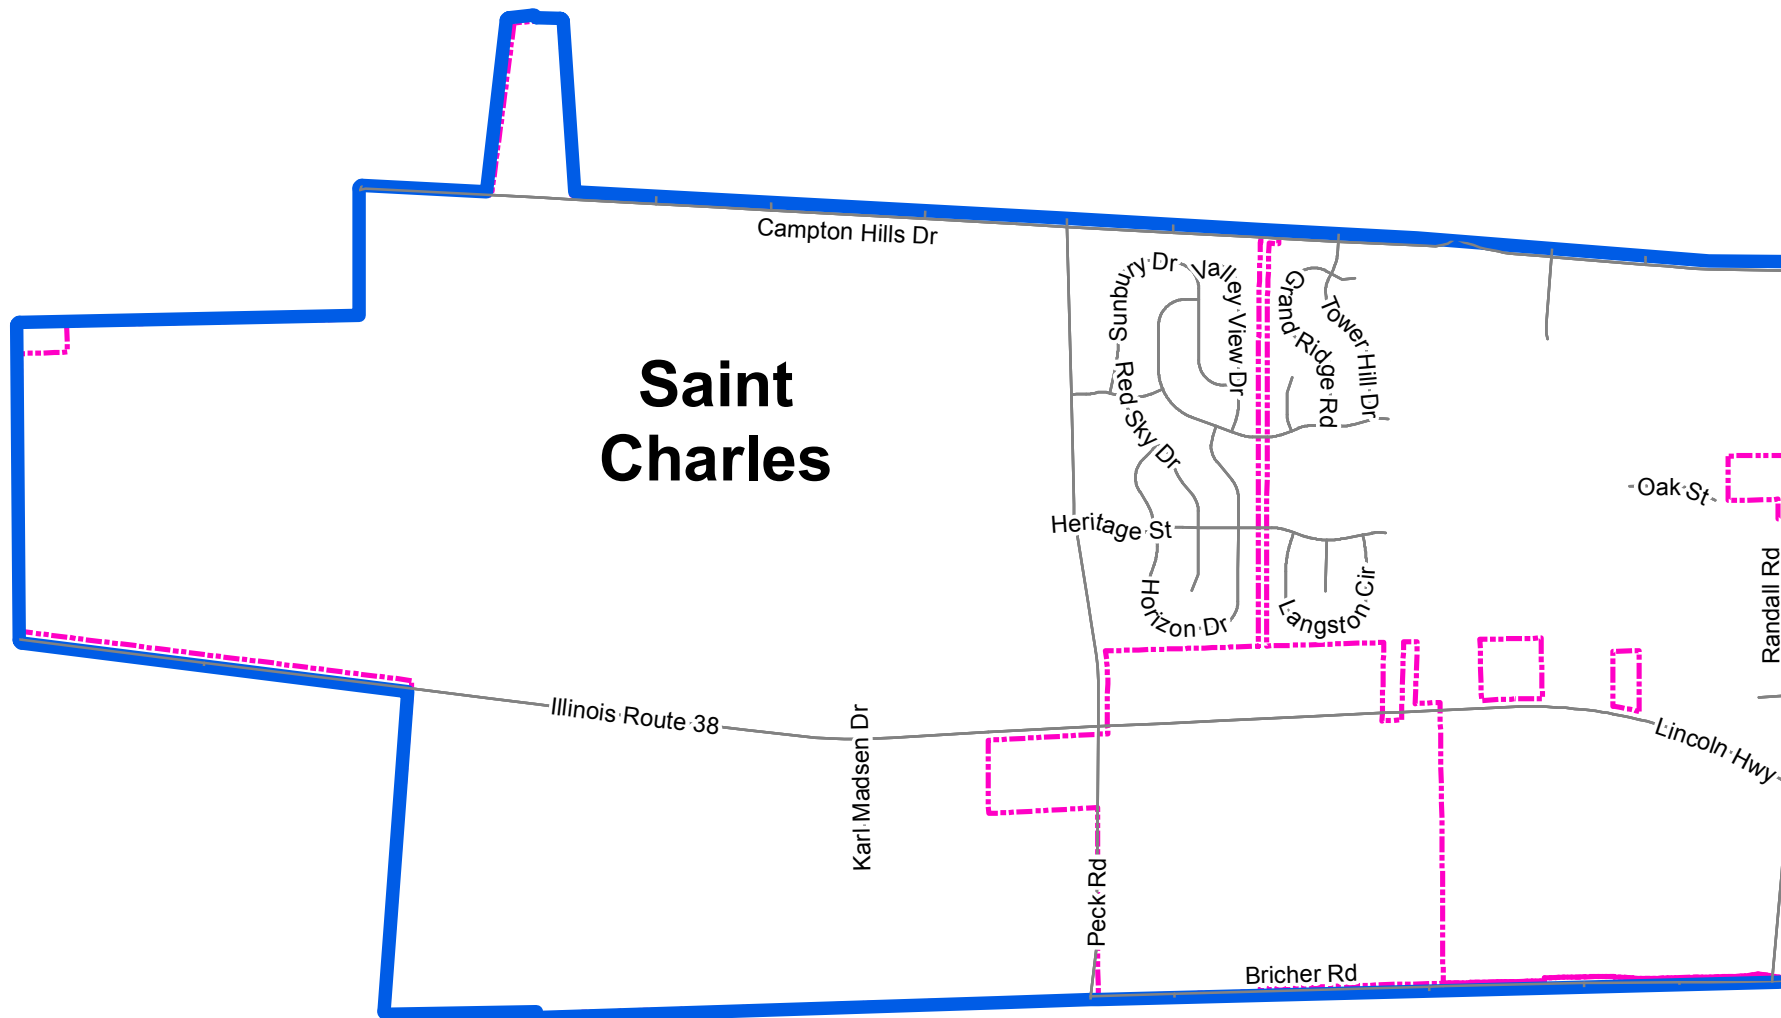 Campton Hills Dr
Sunbury Dr
Valley View Dr
Grand Ridge Rd
Tower Hill Dr
Saint
Charles
Red Sky Dr
Oak St
Heritage St
Horizon Dr
Langston Cir
Randall Rd
Illinois Route 38
Karl Madsen Dr
Lincoln Hwy
Peck Rd
Bricher Rd